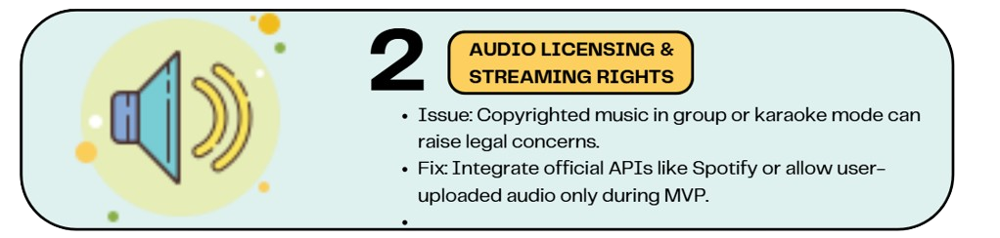 2
AUDIO LICENSING &
STREAMING RIGHTS
• Issue: Copyrighted music in group or karaoke mode can
raise legal concerns.
• Fix: Integrate official APIs like Spotify or allow user-
uploaded audio only during MVP.
•